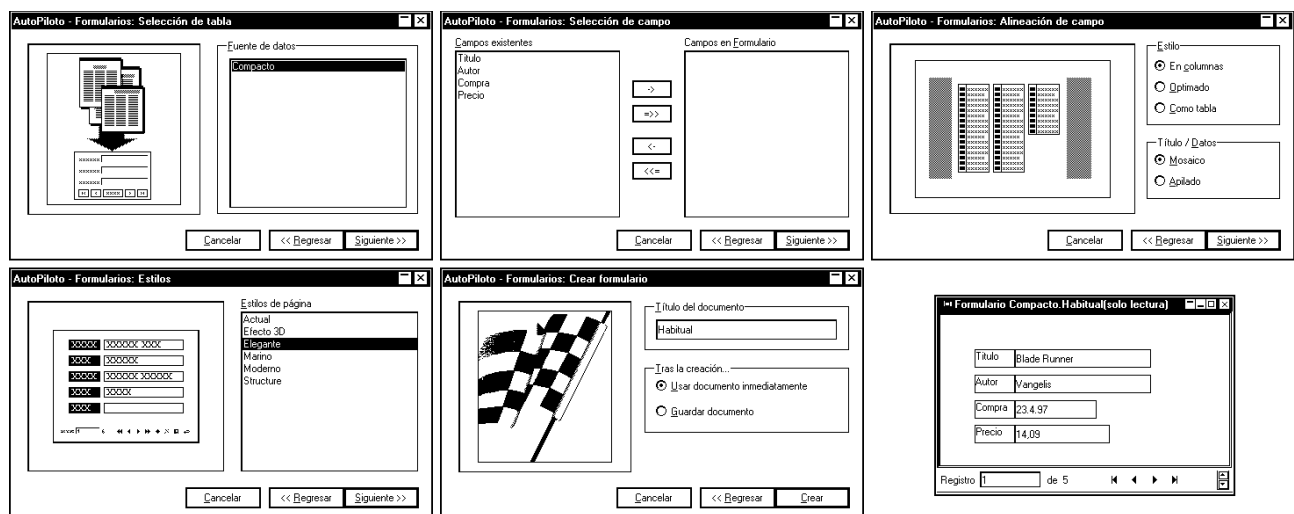 AutoPiloto - Formularios: Selección de tabla
Fuente de datos
Compacto
Cancelar
<< Regresar
Siguiente >>
AutoPiloto - Formularios: Selección de campo
Campos existentes
Título
Autor
Compra
Precio
->
=>>
<-
<<=
Campos en Formulario
Cancelar
<< Regresar
Siguiente >>
AutoPiloto - Formularios: Alineación de campo
Estilo
En columnas
Optimado
Como tabla
Título / Datos
Mosaico
Apilado
Cancelar
<< Regresar
Siguiente >>
AutoPiloto - Formularios: Estilos
XXXX XXXXXX XXX
XXX XXXXXX
XXXX XXXXXX XXXXXX
XXX XXXX
XXX
Estilos de página
Actual
Efecto 3D
Elegante
Marino
Moderno
Structure
Cancelar
<< Regresar
Siguiente >>
AutoPiloto - Formularios: Crear formulario
Título del documento
Habitual
Tras la creación...
Usar documento inmediatamente
Guardar documento
Cancelar
<< Regresar
Crear
Formulario Compacto.Habitual(solo lectura)
Título Blade Runner
Autor Vangelis
Compra 23.4.97
Precio 14,09
Registro 1 de 5